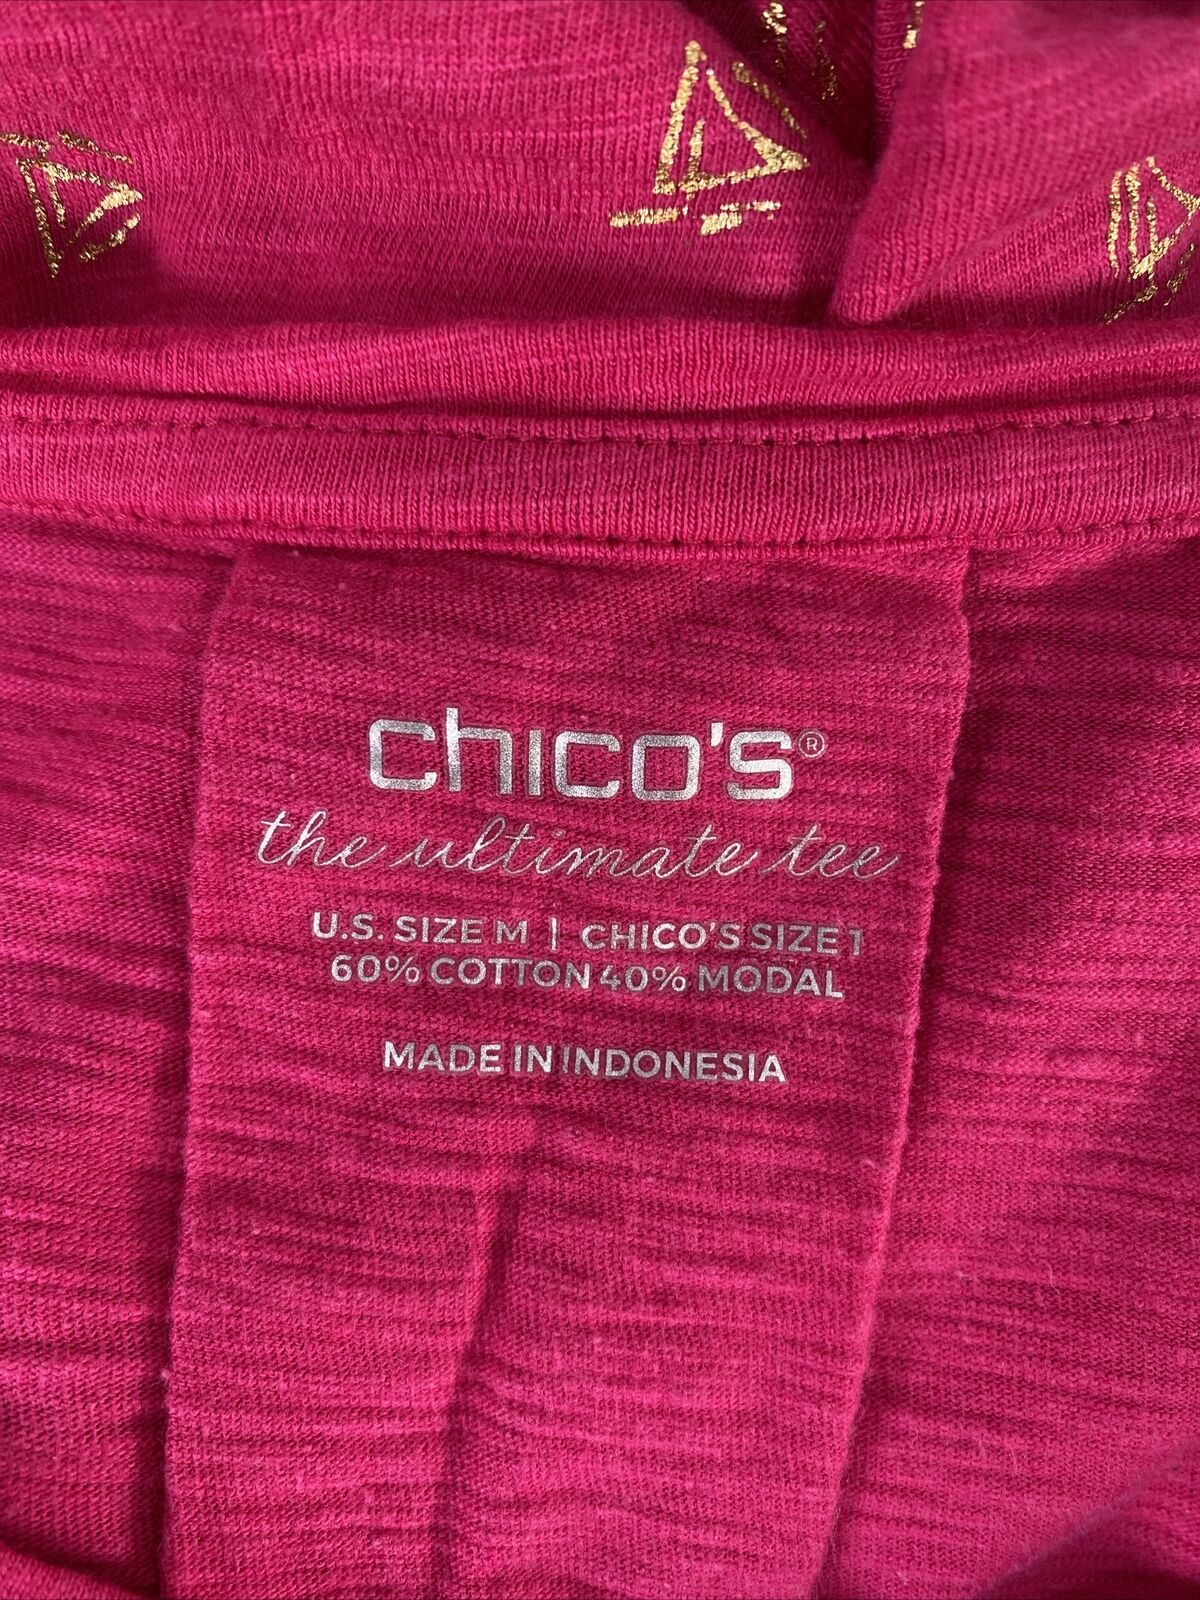 chico's®
the ultimate tee
U.S. SIZE M | CHICO'S SIZE 1
60% COTTON 40% MODAL
MADE IN INDONESIA